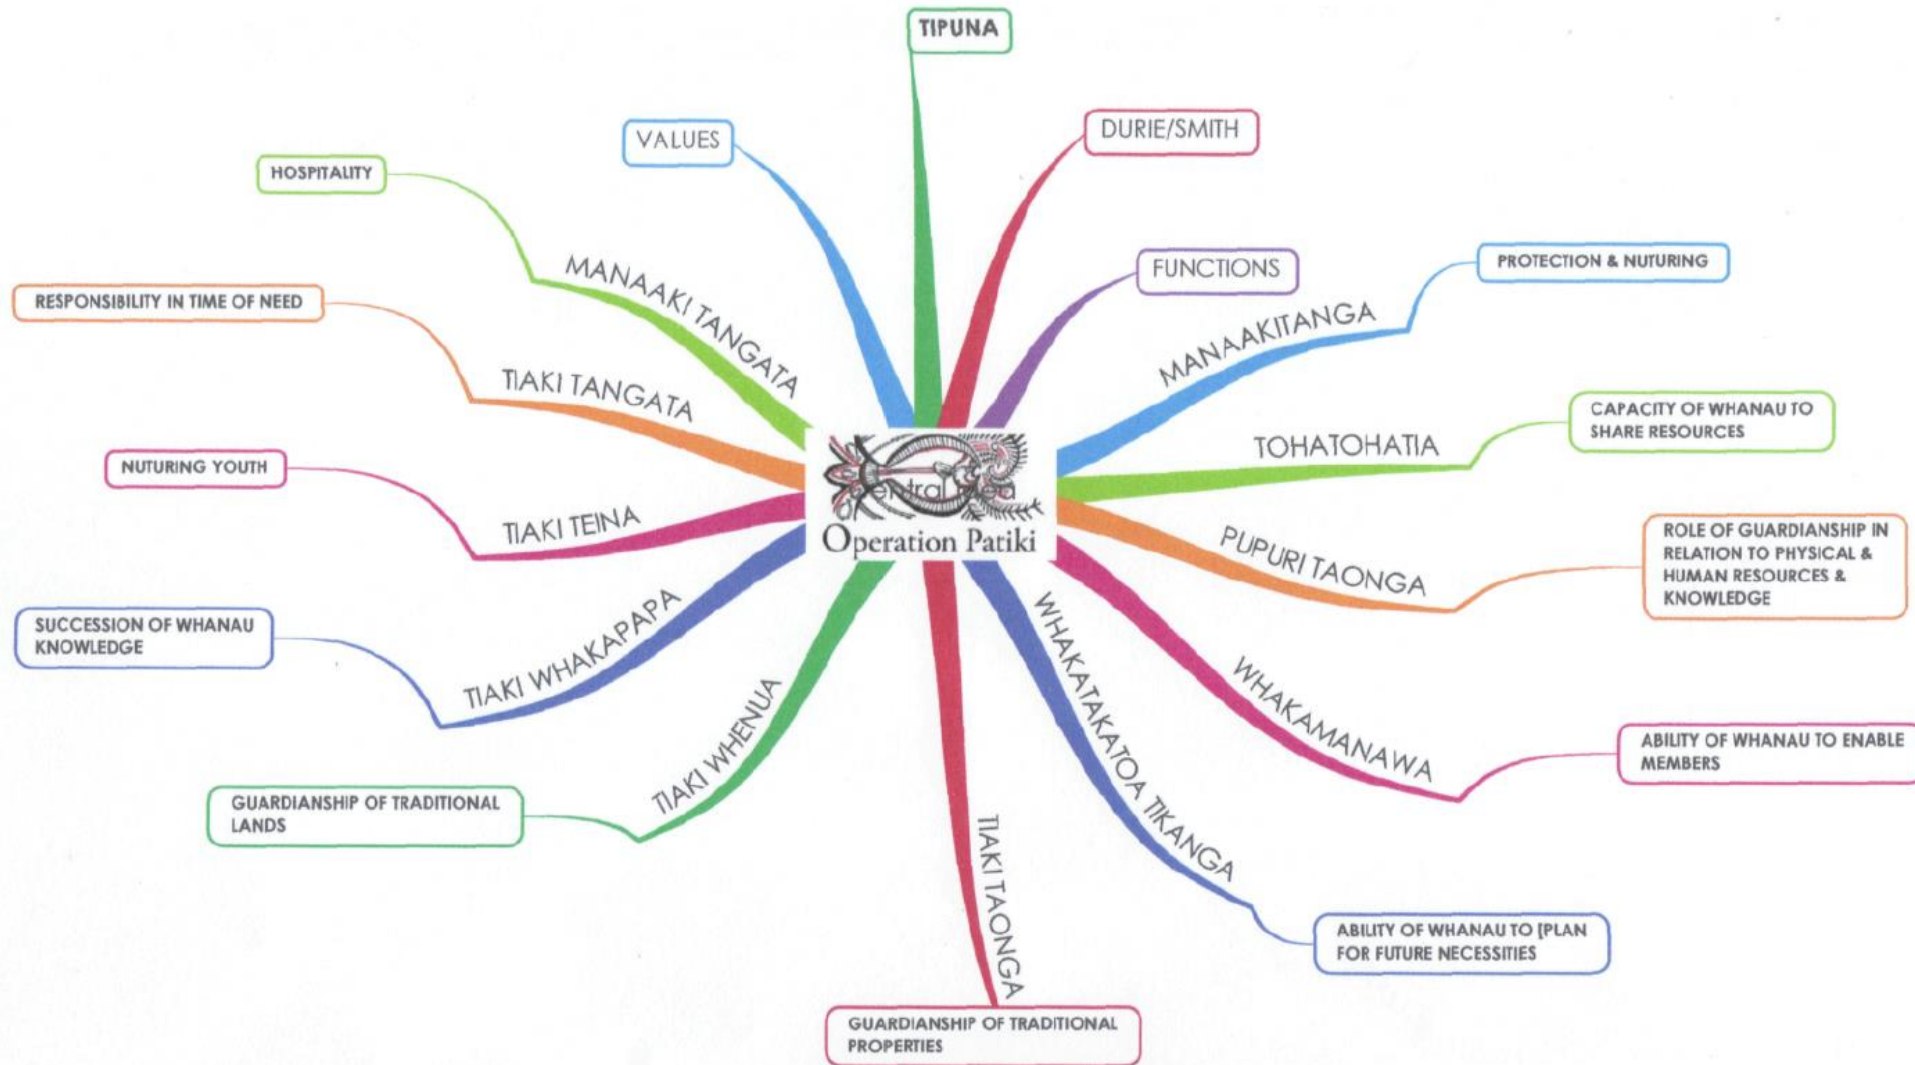 TIPUNA
DURIE/SMITH
FUNCTIONS
MANAAKITANGA
PROTECTION & NUTURING
TOHATOHATIA
CAPACITY OF WHANAU TO
SHARE RESOURCES
PUPURI TAONGA
ROLE OF GUARDIANSHIP IN
RELATION TO PHYSICAL &
HUMAN RESOURCES &
KNOWLEDGE
WHAKAMANAWA
ABILITY OF WHANAU TO ENABLE
MEMBERS
WHAKATAKATOA TIKANGA
ABILITY OF WHANAU TO [PLAN
FOR FUTURE NECESSITIES
TIAKI TAONGA
GUARDIANSHIP OF TRADITIONAL
PROPERTIES
TIAKI WHENUA
GUARDIANSHIP OF TRADITIONAL
LANDS
TIAKI WHAKAPAPA
SUCCESSION OF WHANAU
KNOWLEDGE
TIAKI TEINA
NUTURING YOUTH
TIAKI TANGATA
RESPONSIBILITY IN TIME OF NEED
MANAAKI TANGATA
HOSPITALITY
VALUES
Operation Patiki